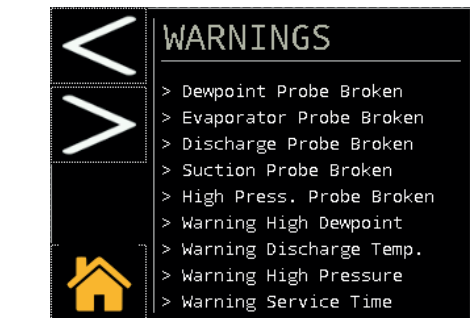 WARNINGS
> Dewpoint Probe Broken
> Evaporator Probe Broken
> Discharge Probe Broken
> Suction Probe Broken
> High Press. Probe Broken
> Warning High Dewpoint
> Warning Discharge Temp.
> Warning High Pressure
> Warning Service Time